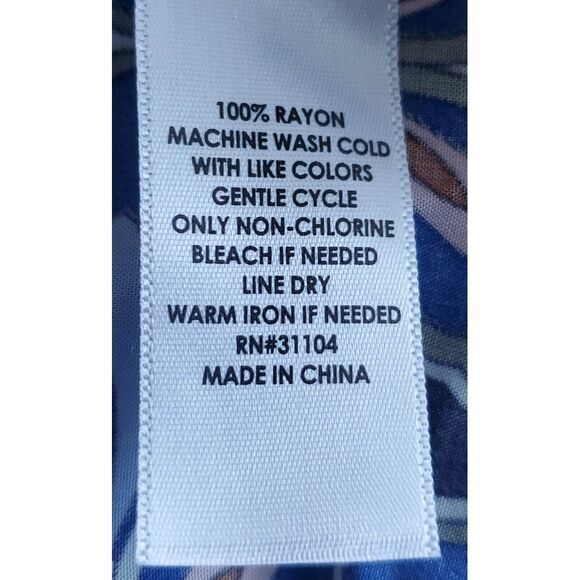 100% RAYON
MACHINE WASH COLD
WITH LIKE COLORS
GENTLE CYCLE
ONLY NON-CHLORINE
BLEACH IF NEEDED
LINE DRY
WARM IRON IF NEEDED
RN#31104
MADE IN CHINA